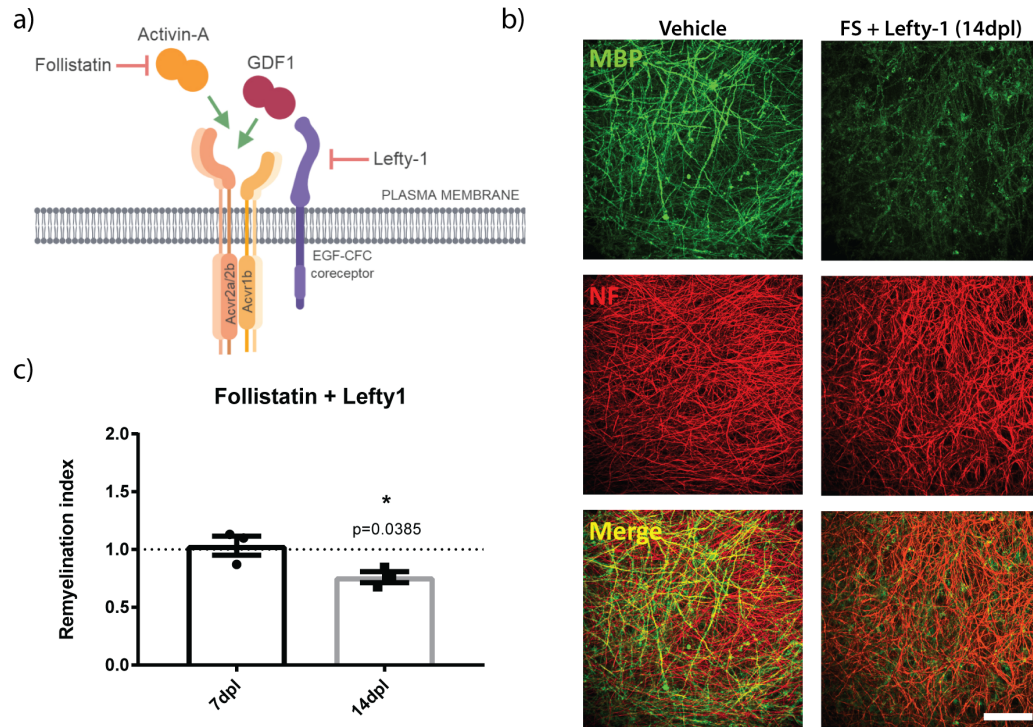 a)
Activin-A
Follistatin
GDF1
Lefty-1
PLASMA MEMBRANE
EGF-CFC
coreceptor
Acvr2a/2b
Acvr1b
b)
Vehicle
FS + Lefty-1 (14dpl)
MBP
NF
Merge
c)
Follistatin + Lefty1
Remyelination index
2.0
1.5
1.0
0.5
0.0
*
p=0.0385
7dpl
14dpl